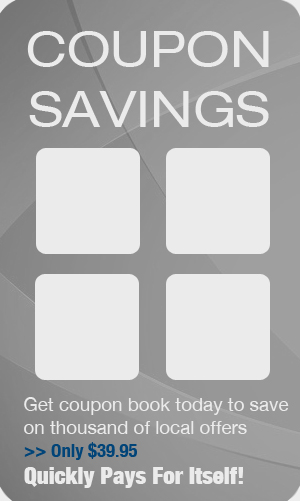 COUPON
SAVINGS
Get coupon book today to save
on thousand of local offers
>> Only $39.95
Quickly Pays For Itself!